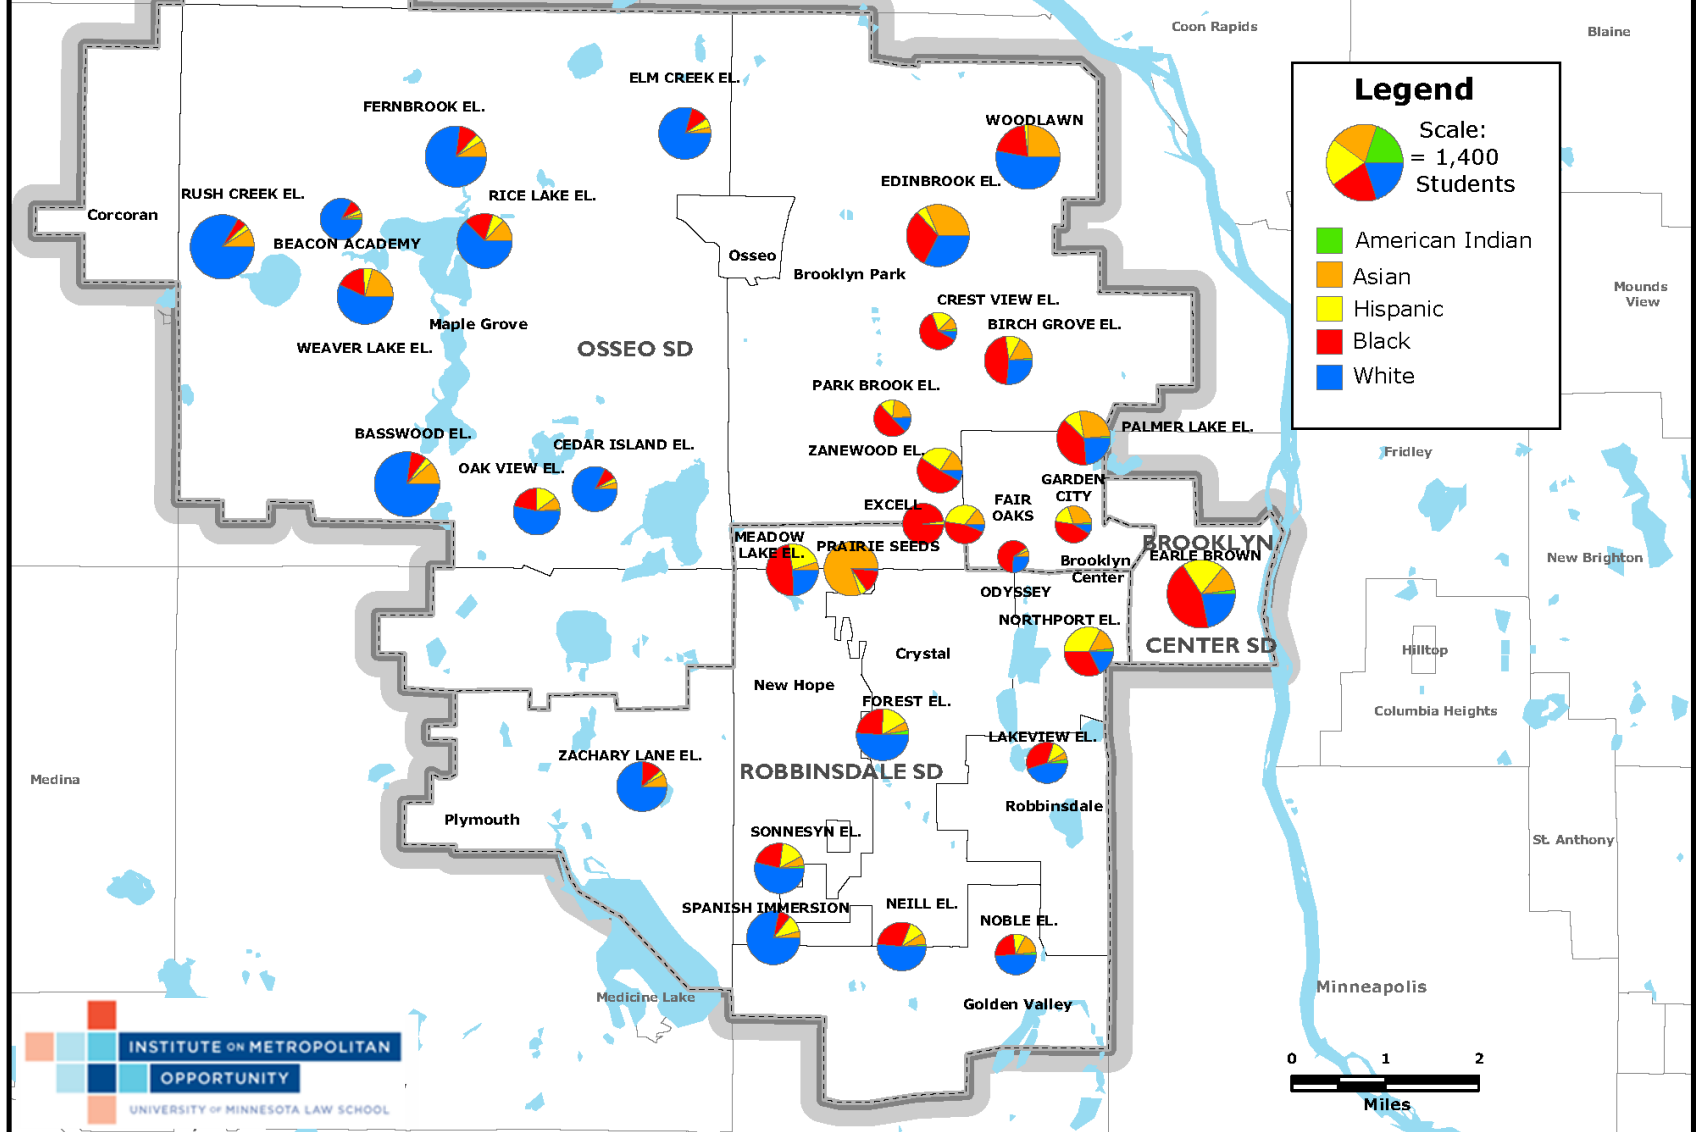 Coon Rapids
Blaine
ELM CREEK EL.
FERNBROOK EL.
WOODLAWN
Legend
Scale:
= 1,400
Students
EDINBROOK EL.
RUSH CREEK EL.
RICE LAKE EL.
Corcoran
BEACON ACADEMY
Osseo
Brooklyn Park
American Indian
Asian
Hispanic
Black
White
Mounds
View
CREST VIEW EL.
BIRCH GROVE EL.
Maple Grove
WEAVER LAKE EL.
OSSEO SD
PARK BROOK EL.
PALMER LAKE EL.
BASSWOOD EL.
CEDAR ISLAND EL.
OAK VIEW EL.
ZANEWOOD EL.
Fridley
GARDEN
CITY
EXCELL
FAIR
OAKS
MEADOW
LAKE EL.
PRAIRIE SEEDS
BROOKLYN
EARLE BROWN
Brooklyn
Center
New Brighton
ODYSSEY
NORTHPORT EL.
CENTER SD
Crystal
Hilltop
New Hope
FOREST EL.
Columbia Heights
LAKEVIEW EL.
ZACHARY LANE EL.
ROBBINSDALE SD
Medina
Robbinsdale
Plymouth
SONNESYN EL.
St. Anthony
SPANISH IMMERSION
NEILL EL.
NOBLE EL.
Minneapolis
Medicine Lake
Golden Valley
INSTITUTE ON METROPOLITAN
OPPORTUNITY
UNIVERSITY OF MINNESOTA LAW SCHOOL
0 1 2
Miles